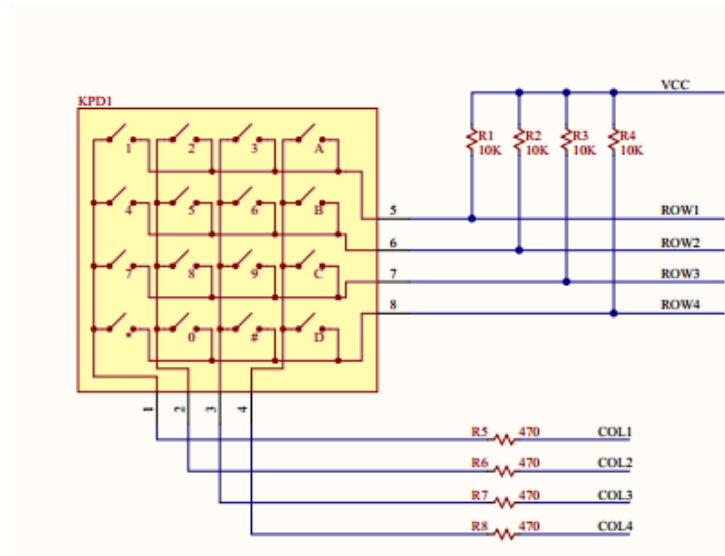 VCC
KPD1
R1 R2 R3 R4
10K 10K 10K 10K
1 2 3 A
4 5 6 B
5 ROW1
6 ROW2
7 8 9 C
7 ROW3
8 ROW4
* 0 # D
1 2 3 4
R5 470 COL1
R6 470 COL2
R7 470 COL3
R8 470 COL4